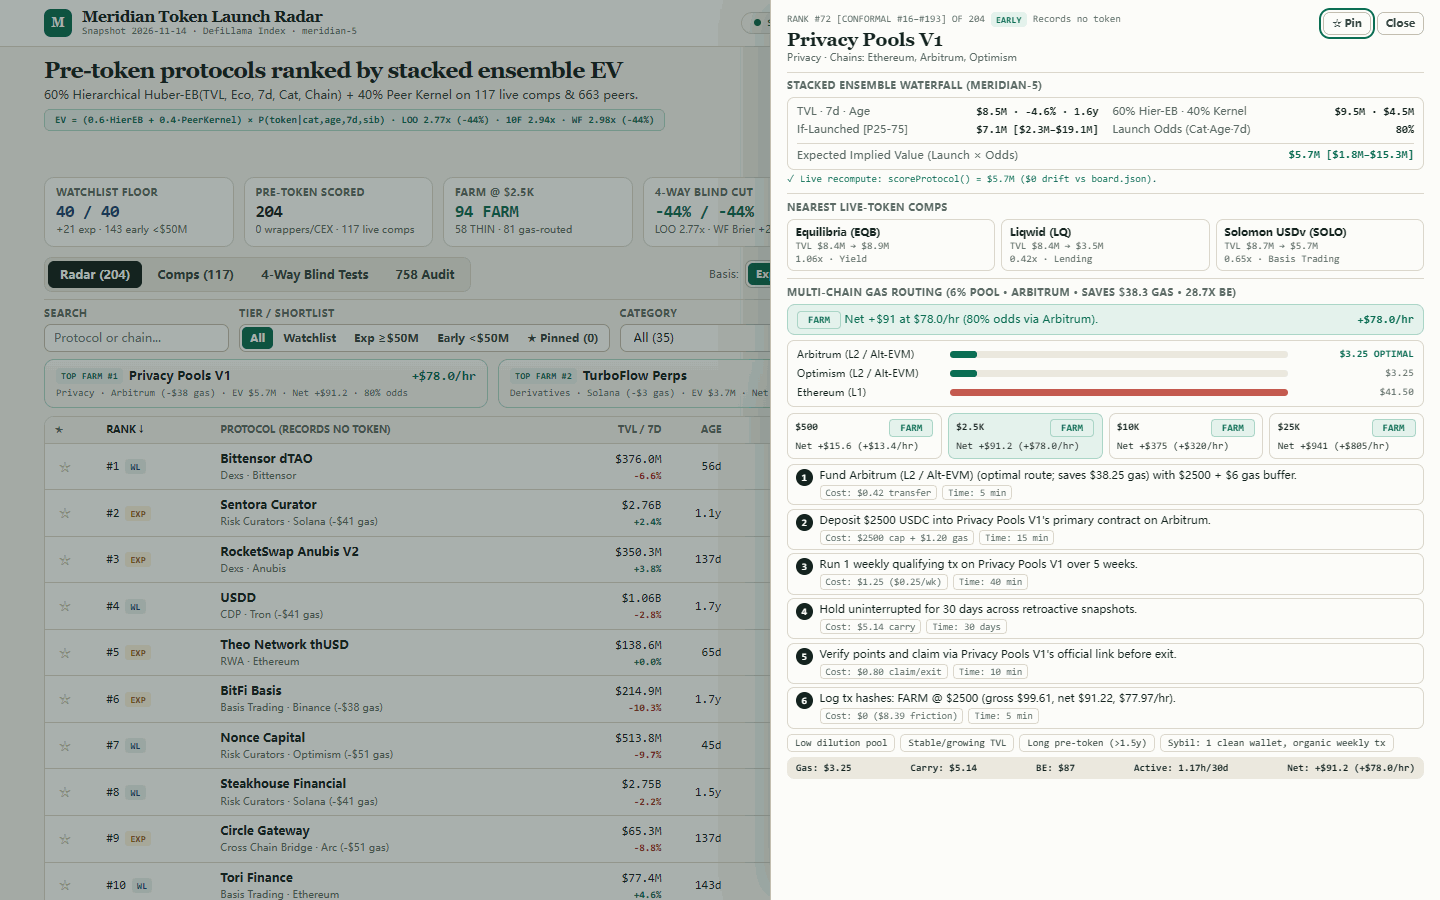 M
Meridian Token Launch Radar
Snapshot 2026-11-14 · DefiLlama Index · meridian-5
Pre-token protocols ranked by stacked ensemble EV
60% Hierarchical Huber-EB(TVL, Eco, 7d, Cat, Chain) + 40% Peer Kernel on 117 live comps & 663 peers.
EV = (0.6·HierEB + 0.4·PeerKernel) × P(token|cat,age,7d,sib) · LOO 2.77x (-44%) · 10F 2.94x · WF 2.98x (-44%)
WATCHLIST FLOOR
40 / 40
+21 exp · 143 early <$50M
PRE-TOKEN SCORED
204
0 wrappers/CEX · 117 live comps
FARM @ $2.5K
94 FARM
58 THIN · 81 gas-routed
4-WAY BLIND CUT
-44% / -44%
LOO 2.77x · WF Brier +2
Radar (204)
Comps (117)
4-Way Blind Tests
758 Audit
Basis:
Ex
SEARCH
Protocol or chain...
TIER / SHORTLIST
All
Watchlist
Exp ≥$50M
Early <$50M
★ Pinned (0)
CATEGORY
All (35)
TOP FARM #1
Privacy Pools V1
+$78.0/hr
Privacy · Arbitrum (-$38 gas) · EV $5.7M · Net +$91.2 · 80% odds
TOP FARM #2
TurboFlow Perps
Derivatives · Solana (-$3 gas) · EV $3.7M · Net
★ RANK↓ PROTOCOL (RECORDS NO TOKEN) TVL / 7D AGE
☆ #1 WL Bittensor dTAO $376.0M 56d
Dexs · Bittensor -6.6%
☆ #2 EXP Sentora Curator $2.76B 1.1y
Risk Curators · Solana (-$41 gas) +2.4%
☆ #3 EXP RocketSwap Anubis V2 $350.3M 137d
Dexs · Anubis +3.8%
☆ #4 WL USDD $1.06B 1.7y
CDP · Tron (-$41 gas) -2.8%
☆ #5 EXP Theo Network thUSD $138.6M 65d
RWA · Ethereum +0.0%
☆ #6 EXP BitFi Basis $214.9M 1.7y
Basis Trading · Binance (-$38 gas) -10.3%
☆ #7 WL Nonce Capital $513.8M 45d
Risk Curators · Optimism (-$51 gas) -9.7%
☆ #8 WL Steakhouse Financial $2.75B 1.5y
Risk Curators · Solana (-$41 gas) -2.2%
☆ #9 EXP Circle Gateway $65.3M 137d
Cross Chain Bridge · Arc (-$51 gas) -8.8%
☆ #10 WL Tori Finance $77.4M 143d
Basis Trading · Ethereum +4.6%
RANK #72 [CONFORMAL #16–#193] OF 204 EARLY Records no token
☆ Pin
Close
Privacy Pools V1
Privacy · Chains: Ethereum, Arbitrum, Optimism
STACKED ENSEMBLE WATERFALL (MERIDIAN-5)
TVL · 7d · Age $8.5M · -4.6% · 1.6y
60% Hier-EB · 40% Kernel $9.5M · $4.5M
If-Launched [P25-75] $7.1M [$2.3M–$19.1M]
Launch Odds (Cat·Age·7d) 80%
Expected Implied Value (Launch × Odds) $5.7M [$1.8M–$15.3M]
✓ Live recompute: scoreProtocol() = $5.7M ($0 drift vs board.json).
NEAREST LIVE-TOKEN COMPS
Equilibria (EQB)
TVL $8.4M → $8.9M
1.06x · Yield
Liqwid (LQ)
TVL $8.4M → $3.5M
0.42x · Lending
Solomon USDv (SOLO)
TVL $8.7M → $5.7M
0.65x · Basis Trading
MULTI-CHAIN GAS ROUTING (6% POOL • ARBITRUM • SAVES $38.3 GAS • 28.7X BE)
FARM Net +$91 at $78.0/hr (80% odds via Arbitrum). +$78.0/hr
Arbitrum (L2 / Alt-EVM) $3.25 OPTIMAL
Optimism (L2 / Alt-EVM) $3.25
Ethereum (L1) $41.50
$500 FARM
Net +$15.6 (+$13.4/hr)
$2.5K FARM
Net +$91.2 (+$78.0/hr)
$10K FARM
Net +$375 (+$320/hr)
$25K FARM
Net +$941 (+$805/hr)
1 Fund Arbitrum (L2 / Alt-EVM) (optimal route; saves $38.25 gas) with $2500 + $6 gas buffer.
Cost: $0.42 transfer Time: 5 min
2 Deposit $2500 USDC into Privacy Pools V1's primary contract on Arbitrum.
Cost: $2500 cap + $1.20 gas Time: 15 min
3 Run 1 weekly qualifying tx on Privacy Pools V1 over 5 weeks.
Cost: $1.25 ($0.25/wk) Time: 40 min
4 Hold uninterrupted for 30 days across retroactive snapshots.
Cost: $5.14 carry Time: 30 days
5 Verify points and claim via Privacy Pools V1's official link before exit.
Cost: $0.80 claim/exit Time: 10 min
6 Log tx hashes: FARM @ $2500 (gross $99.61, net $91.22, $77.97/hr).
Cost: $0 ($8.39 friction) Time: 5 min
Low dilution pool
Stable/growing TVL
Long pre-token (>1.5y)
Sybil: 1 clean wallet, organic weekly tx
Gas: $3.25 Carry: $5.14 BE: $87 Active: 1.17h/30d Net: +$91.2 (+$78.0/hr)